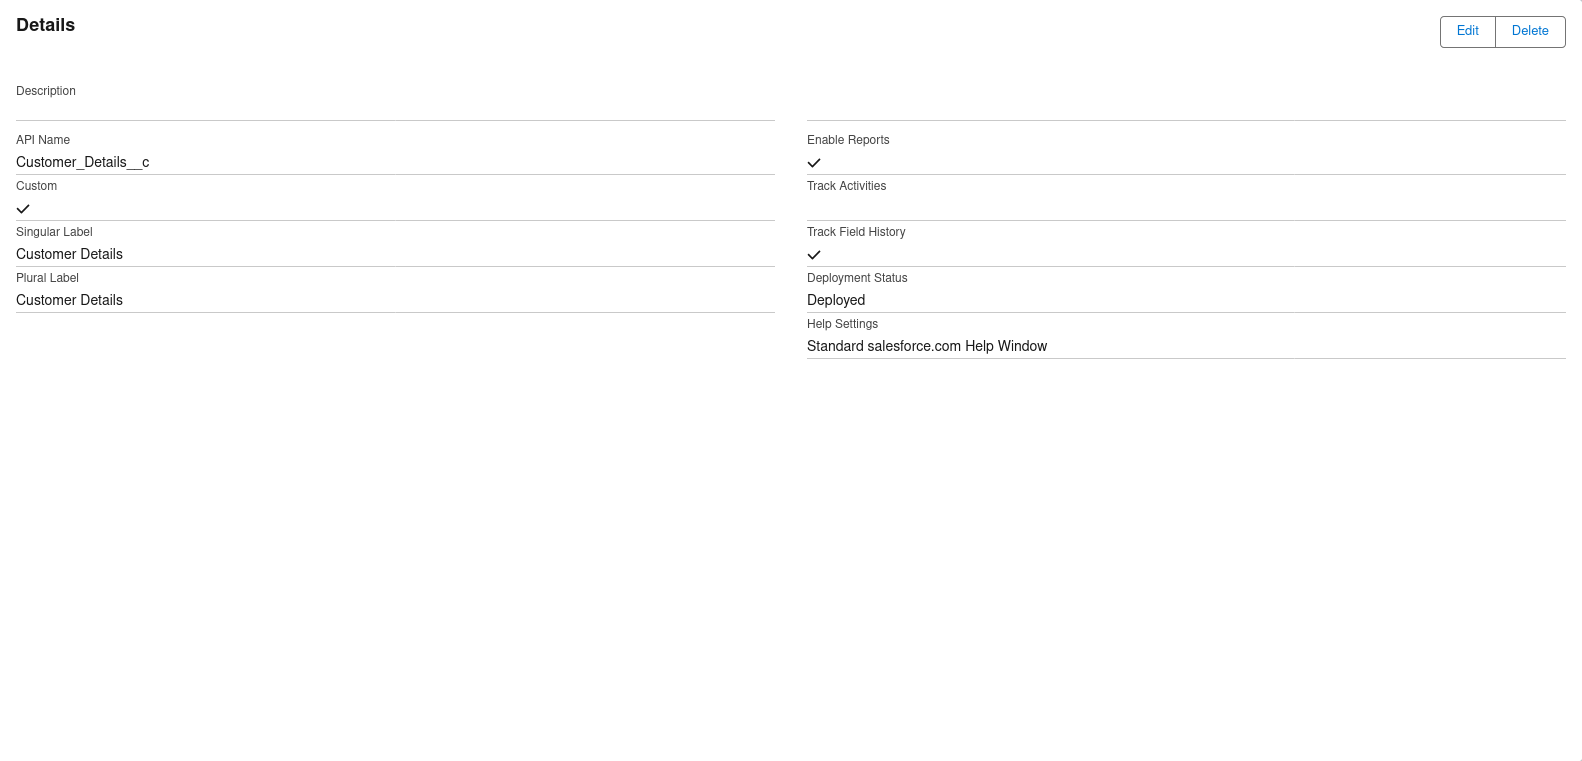 Details
Edit
Delete
Description
API Name
Customer_Details__c
Custom
Singular Label
Customer Details
Plural Label
Customer Details
Enable Reports
Track Activities
Track Field History
Deployment Status
Deployed
Help Settings
Standard salesforce.com Help Window